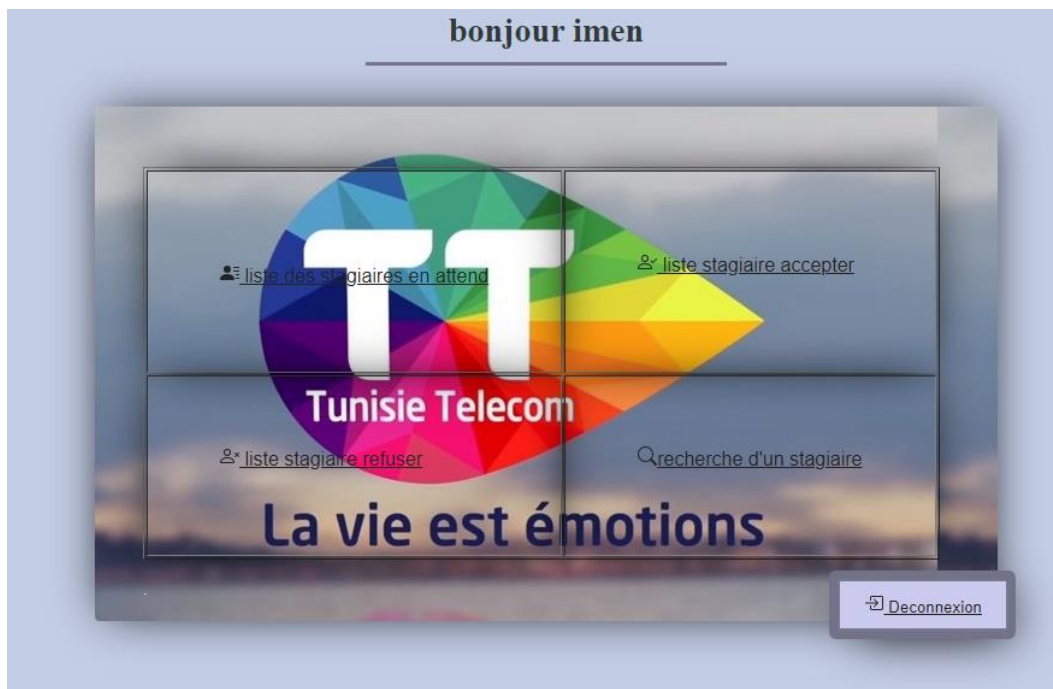 bonjour imen
liste des stagiaires en attend
liste stagiaire accepter
TT
Tunisie Telecom
liste stagiaire refuser
recherche d'un stagiaire
La vie est émotions
Deconnexion